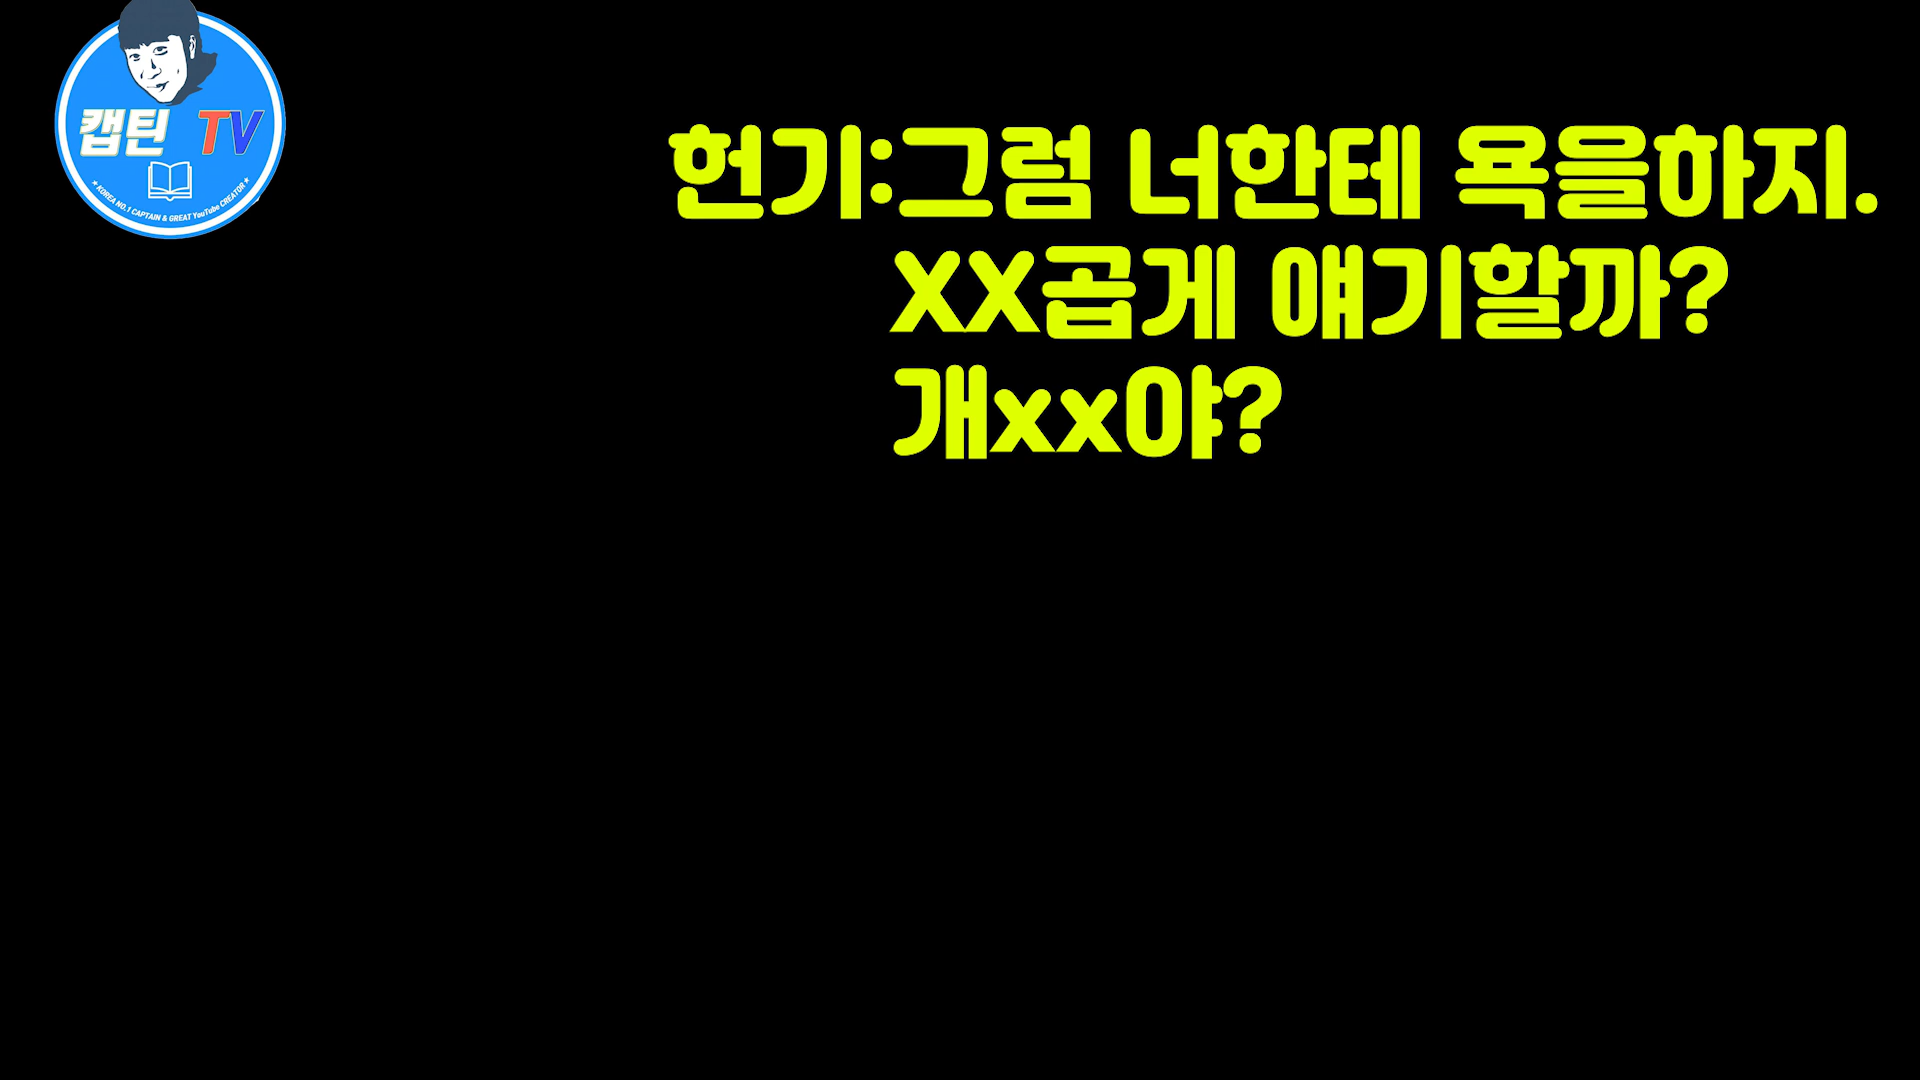 캡틴 TV
★ KOREA NO.1 CAPTAIN & GREAT YouTube CREATOR ★
헌기:그럼 너한테 욕을하지.
XX곱게 얘기할까?
개xx야?